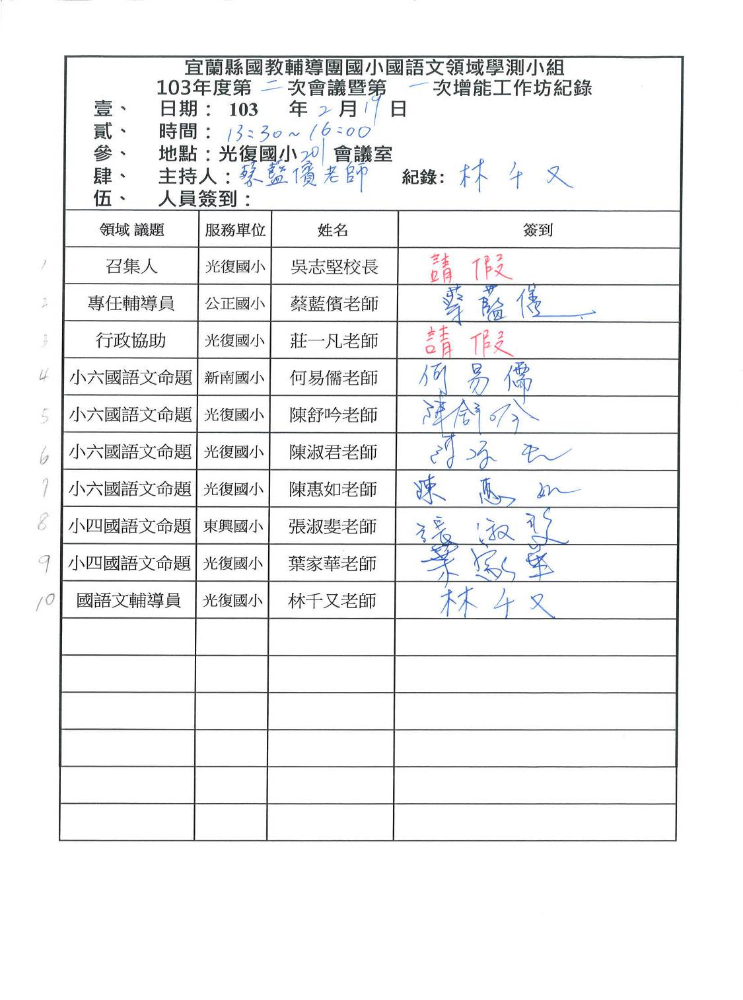 宜蘭縣國教輔導團國小國語文領域學測小組
103年度第 二 次會議暨第 一 次增能工作坊紀錄
壹、 日期： 103 年 2 月 19 日
貳、 時間： 13:30~16:00
參、 地點：光復國小 201 會議室
肆、 主持人：蔡藍儐老師 紀錄: 林千又
伍、 人員簽到：
領域 議題 服務單位 姓名 簽到
1 召集人 光復國小 吳志堅校長 請假
2 專任輔導員 公正國小 蔡藍儐老師 蔡藍儐
3 行政協助 光復國小 莊一凡老師 請假
4 小六國語文命題 新南國小 何易儒老師 何易儒
5 小六國語文命題 光復國小 陳舒吟老師 陳舒吟
6 小六國語文命題 光復國小 陳淑君老師 陳淑君
7 小六國語文命題 光復國小 陳惠如老師 陳惠如
8 小四國語文命題 東興國小 張淑斐老師 張淑斐
9 小四國語文命題 光復國小 葉家華老師 葉家華
10 國語文輔導員 光復國小 林千又老師 林千又